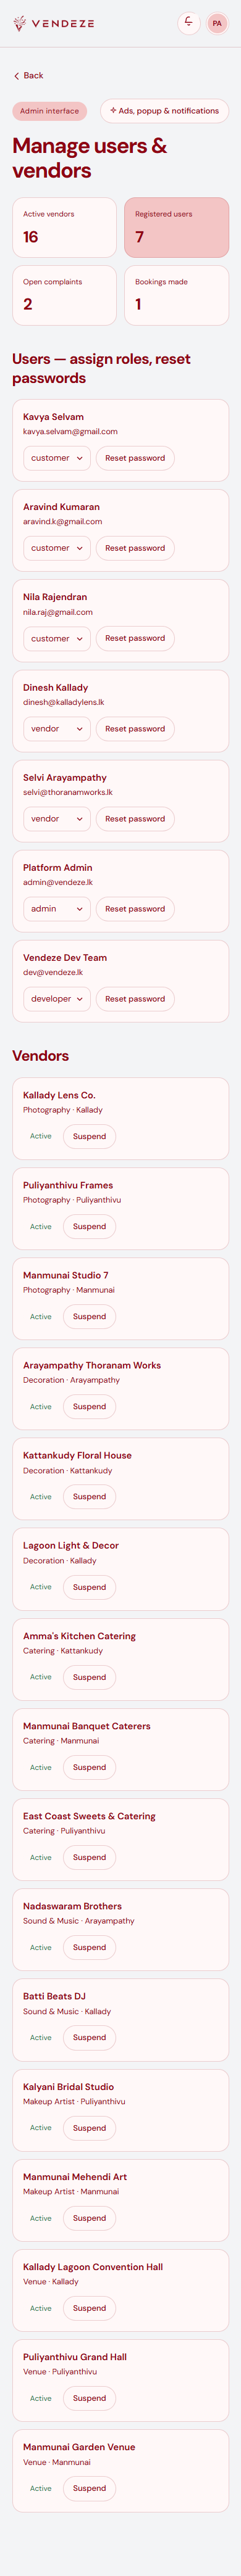 VENDEZE
PA
Back
Admin interface
Ads, popup & notifications
Manage users &
vendors
Active vendors
16
Registered users
7
Open complaints
2
Bookings made
1
Users — assign roles, reset
passwords
Kavya Selvam
kavya.selvam@gmail.com
customer
Reset password
Aravind Kumaran
aravind.k@gmail.com
customer
Reset password
Nila Rajendran
nila.raj@gmail.com
customer
Reset password
Dinesh Kallady
dinesh@kalladylens.lk
vendor
Reset password
Selvi Arayampathy
selvi@thoranamworks.lk
vendor
Reset password
Platform Admin
admin@vendeze.lk
admin
Reset password
Vendeze Dev Team
dev@vendeze.lk
developer
Reset password
Vendors
Kallady Lens Co.
Photography · Kallady
Active
Suspend
Puliyanthivu Frames
Photography · Puliyanthivu
Active
Suspend
Manmunai Studio 7
Photography · Manmunai
Active
Suspend
Arayampathy Thoranam Works
Decoration · Arayampathy
Active
Suspend
Kattankudy Floral House
Decoration · Kattankudy
Active
Suspend
Lagoon Light & Decor
Decoration · Kallady
Active
Suspend
Amma's Kitchen Catering
Catering · Kattankudy
Active
Suspend
Manmunai Banquet Caterers
Catering · Manmunai
Active
Suspend
East Coast Sweets & Catering
Catering · Puliyanthivu
Active
Suspend
Nadaswaram Brothers
Sound & Music · Arayampathy
Active
Suspend
Batti Beats DJ
Sound & Music · Kallady
Active
Suspend
Kalyani Bridal Studio
Makeup Artist · Puliyanthivu
Active
Suspend
Manmunai Mehendi Art
Makeup Artist · Manmunai
Active
Suspend
Kallady Lagoon Convention Hall
Venue · Kallady
Active
Suspend
Puliyanthivu Grand Hall
Venue · Puliyanthivu
Active
Suspend
Manmunai Garden Venue
Venue · Manmunai
Active
Suspend